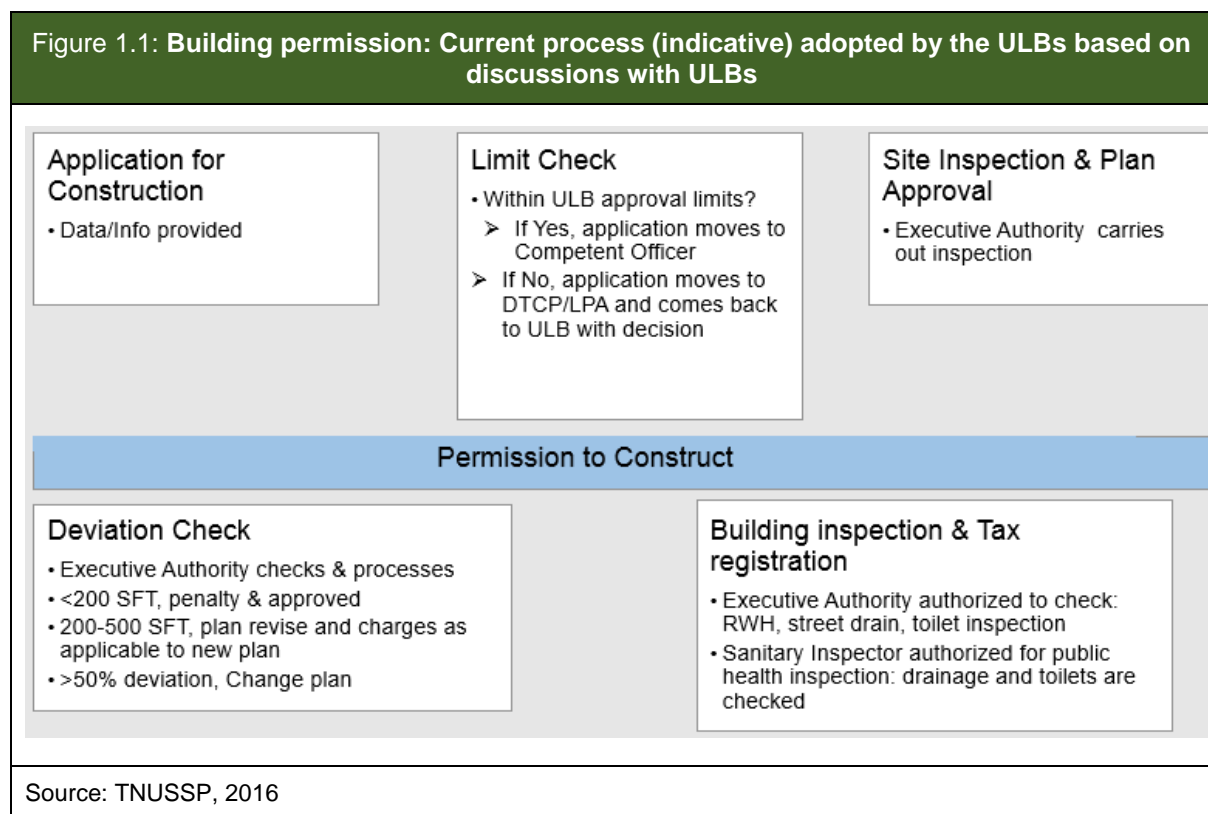 Figure 1.1: Building permission: Current process (indicative) adopted by the ULBs based on
discussions with ULBs
Application for
Construction
• Data/Info provided
Limit Check
• Within ULB approval limits?
➢ If Yes, application moves to
Competent Officer
➢ If No, application moves to
DTCP/LPA and comes back
to ULB with decision
Site Inspection & Plan
Approval
• Executive Authority carries
out inspection
Permission to Construct
Deviation Check
• Executive Authority checks & processes
• <200 SFT, penalty & approved
• 200-500 SFT, plan revise and charges as
applicable to new plan
• >50% deviation, Change plan
Building inspection & Tax
registration
• Executive Authority authorized to check:
RWH, street drain, toilet inspection
• Sanitary Inspector authorized for public
health inspection: drainage and toilets are
checked
Source: TNUSSP, 2016